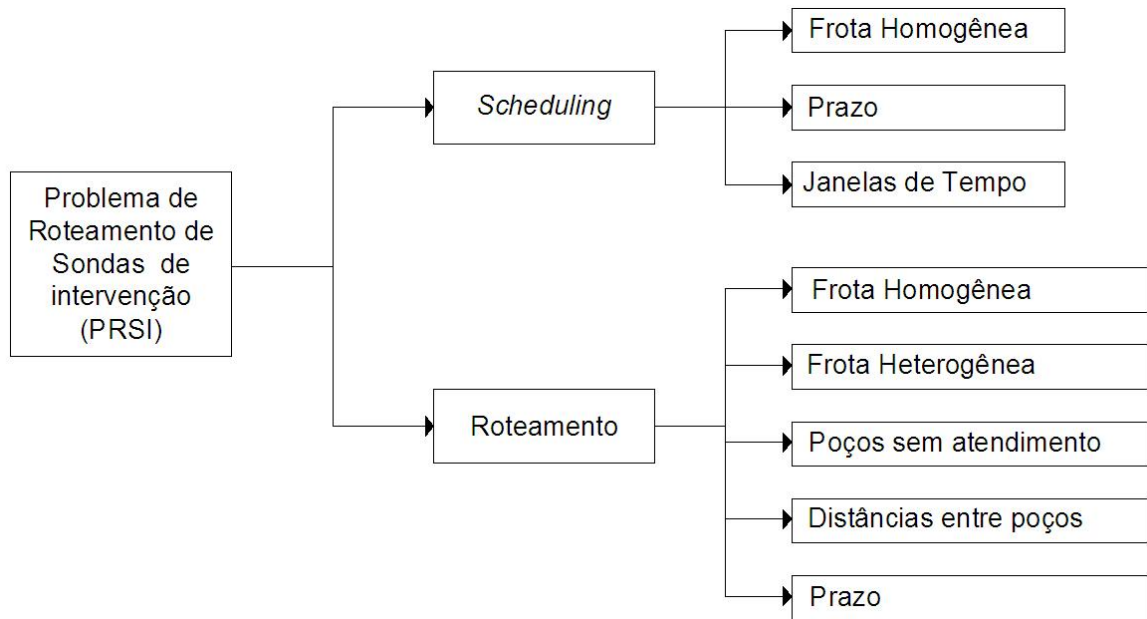 Problema de
Roteamento de
Sondas de
intervenção
(PRSI)
Scheduling
Frota Homogênea
Prazo
Janelas de Tempo
Roteamento
Frota Homogênea
Frota Heterogênea
Poços sem atendimento
Distâncias entre poços
Prazo